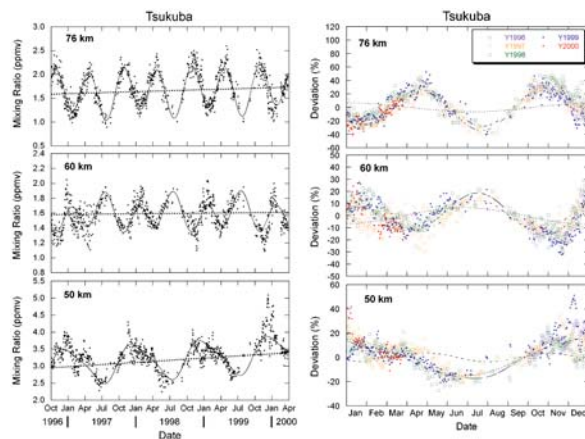 Tsukuba
76 km
Mixing Ratio (ppmv)
3.0
2.5
2.0
1.5
1.0
0.5
60 km
Mixing Ratio (ppmv)
2.4
2.2
2.0
1.8
1.6
1.4
1.2
1.0
0.8
50 km
Mixing Ratio (ppmv)
5.5
5.0
4.5
4.0
3.5
3.0
2.5
2.0
Oct Jan Apr Jul Oct Jan Apr Jul Oct Jan Apr Jul Oct Jan Apr
1996 1997 1998 1999 2000
Date
Tsukuba
76 km
Y1996 Y1999
Y1997 Y2000
Y1998
Deviation (%)
120
100
80
60
40
20
0
-20
-40
-60
60 km
Deviation (%)
60
40
20
0
-20
-40
50 km
Deviation (%)
60
40
20
0
-20
-40
Jan Feb Mar Apr May Jun Jul Aug Sep Oct Nov Dec
Date